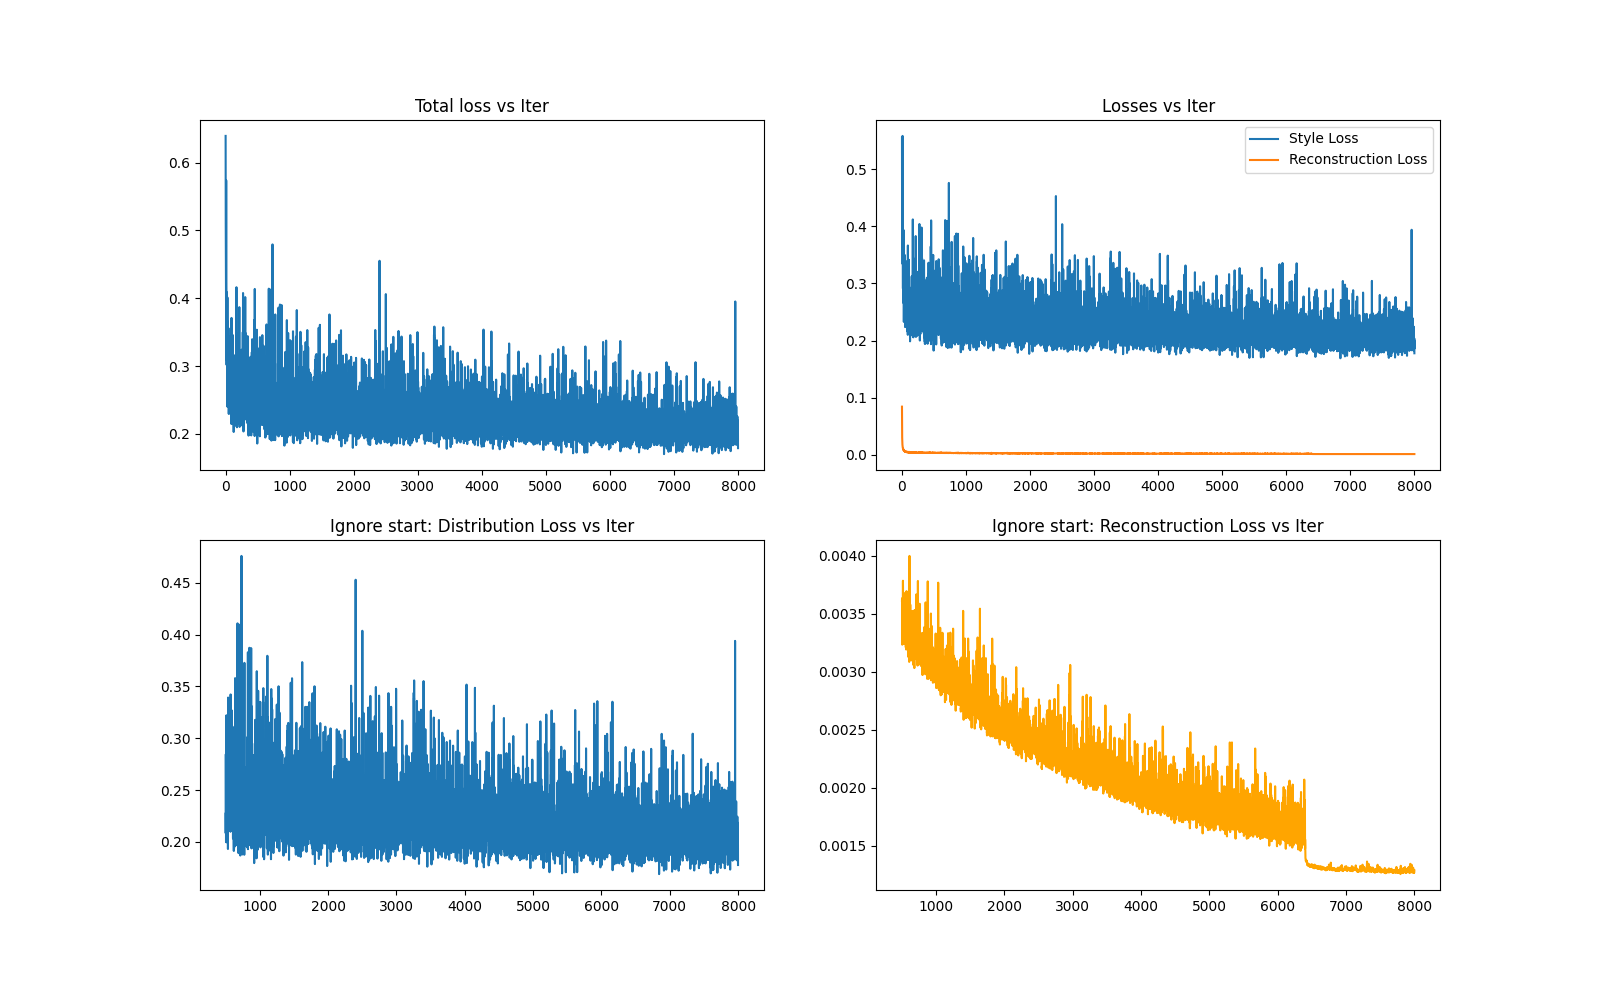 Total loss vs Iter
0.6
0.5
0.4
0.3
0.2
0 1000 2000 3000 4000 5000 6000 7000 8000
Losses vs Iter
Style Loss
Reconstruction Loss
0.5
0.4
0.3
0.2
0.1
0.0
0 1000 2000 3000 4000 5000 6000 7000 8000
Ignore start: Distribution Loss vs Iter
0.45
0.40
0.35
0.30
0.25
0.20
1000 2000 3000 4000 5000 6000 7000 8000
Ignore start: Reconstruction Loss vs Iter
0.0040
0.0035
0.0030
0.0025
0.0020
0.0015
1000 2000 3000 4000 5000 6000 7000 8000